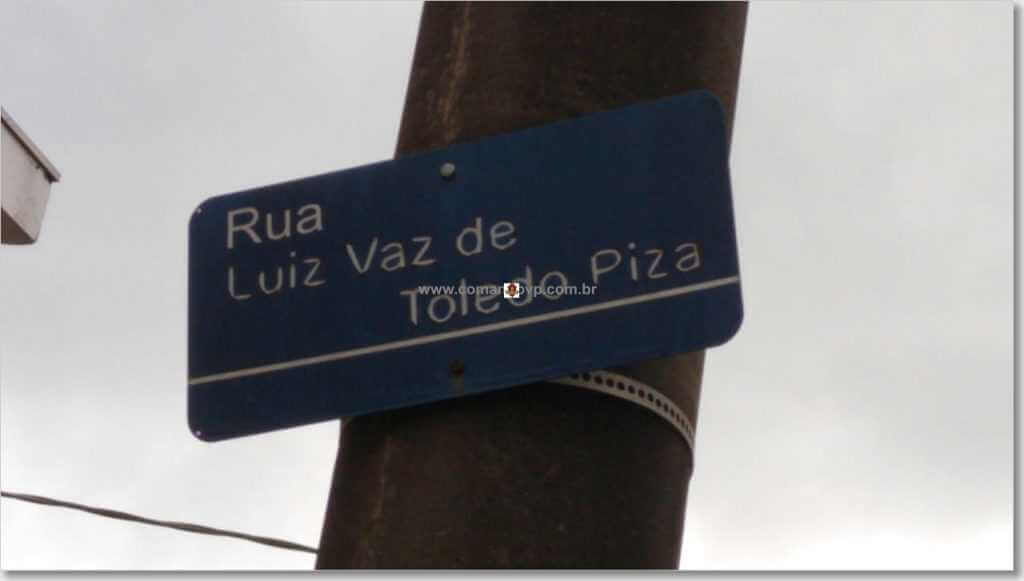 Rua
Luiz Vaz de
Toledo Piza